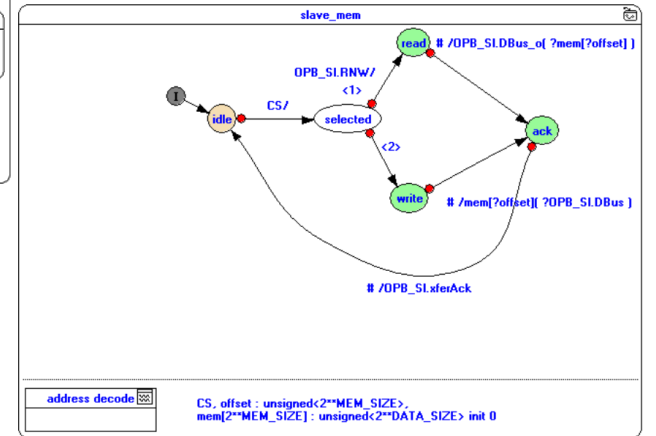 slave_mem
read
# /OPB_SI.DBus_o( ?mem[?offset] )
OPB_SI.RNW/
<1>
I
CS/
idle
selected
ack
<2>
write
# /mem[?offset]( ?OPB_SI.DBus )
# /OPB_SI.xferAck
address decode
CS, offset : unsigned<2**MEM_SIZE>,
mem[2**MEM_SIZE] : unsigned<2**DATA_SIZE> init 0